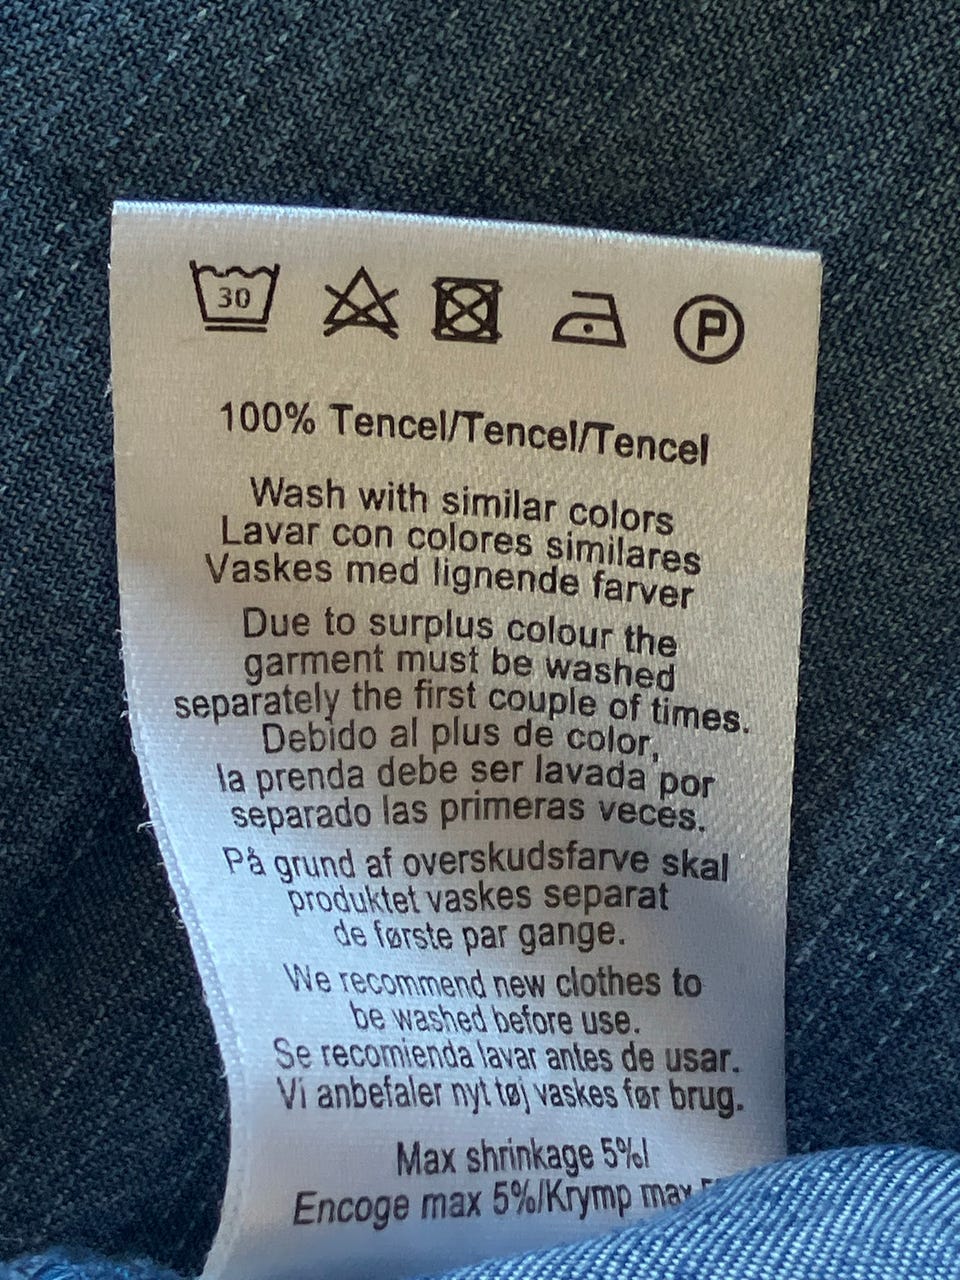 30 P
100% Tencel/Tencel/Tencel
Wash with similar colors
Lavar con colores similares
Vaskes med lignende farver
Due to surplus colour the
garment must be washed
separately the first couple of times.
Debido al plus de color,
la prenda debe ser lavada por
separado las primeras veces.
På grund af overskudsfarve skal
produktet vaskes separat
de første par gange.
We recommend new clothes to
be washed before use.
Se recomienda lavar antes de usar.
Vi anbefaler nyt tøj vaskes før brug.
Max shrinkage 5%/
Encoge max 5%/Krymp max